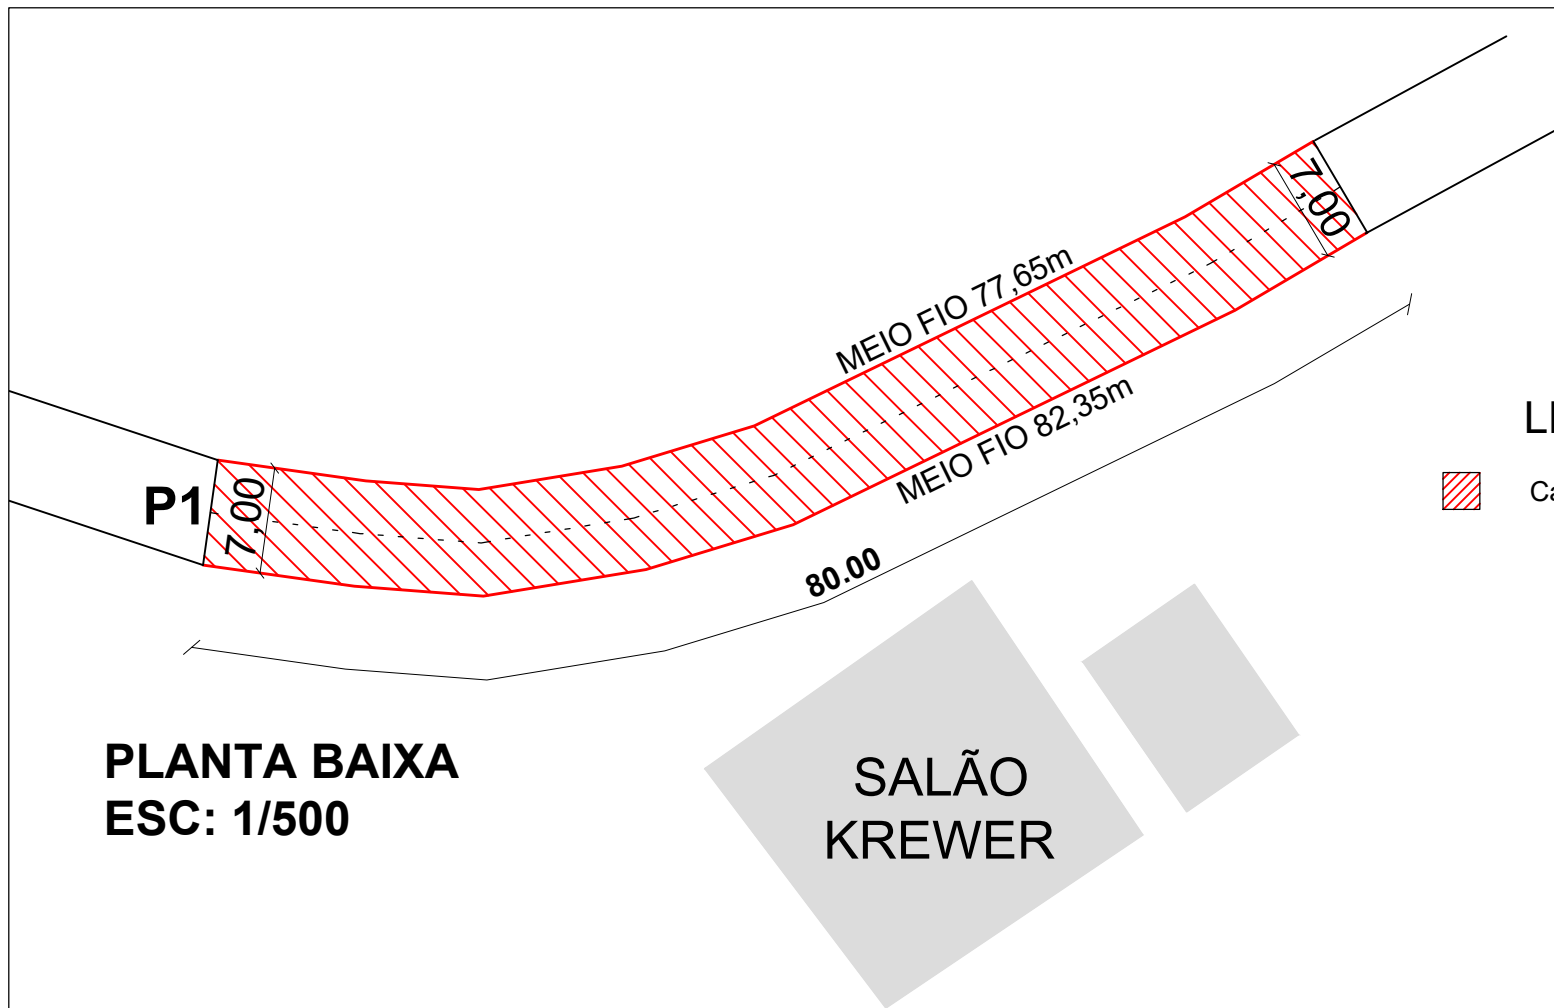 7,00
MEIO FIO 77,65m
MEIO FIO 82,35m
P1
7,00
80.00
PLANTA BAIXA
ESC: 1/500
SALÃO
KREWER